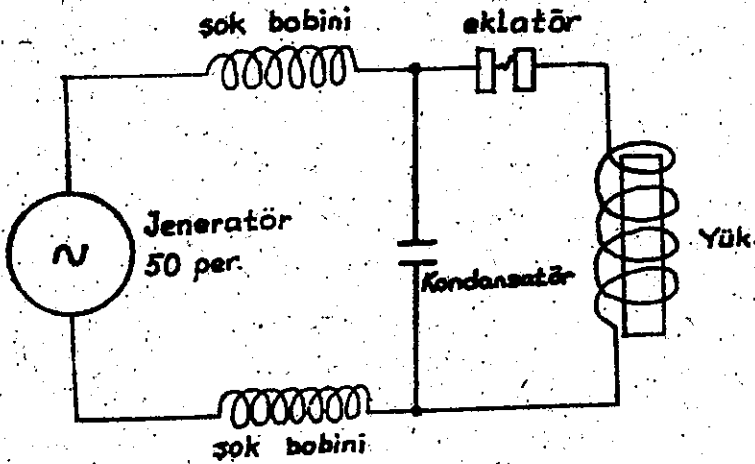 şok bobini
eklatör
Jeneratör
50 per.
Yük
Kondansatör
şok bobini